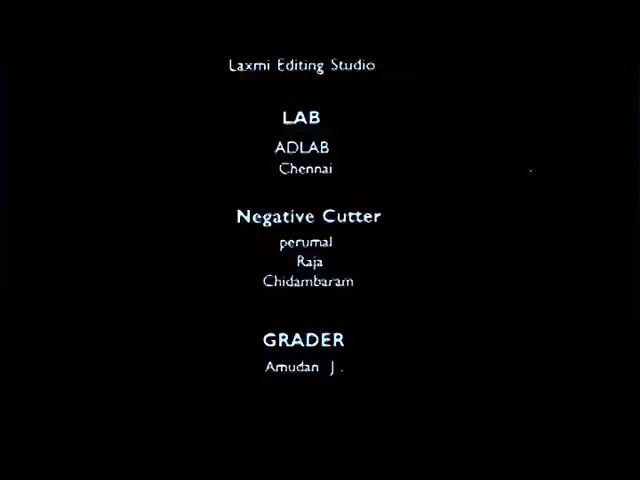 Laxmi Editing Studio
LAB
ADLAB
Chennai
Negative Cutter
perumal
Raja
Chidambaram
GRADER
Amudan J.